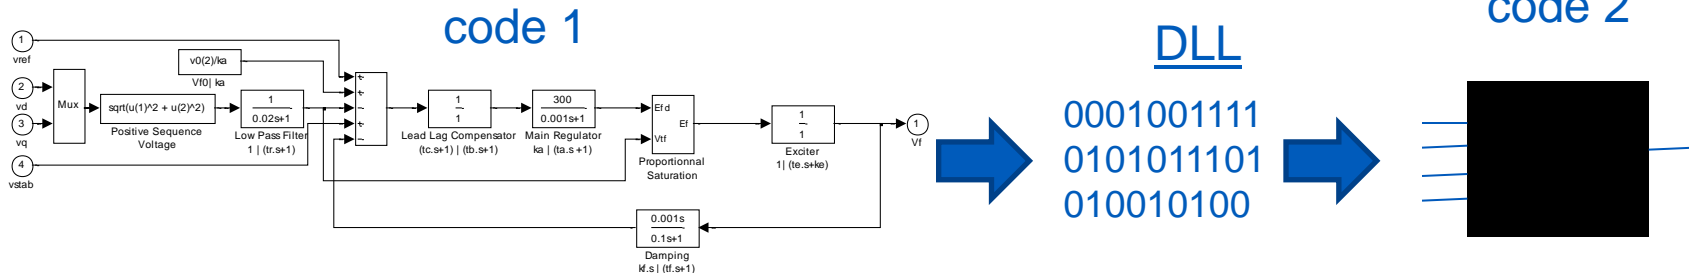 code 1
DLL
code 2
1
vref
v0(2)/ka
Vf0| ka
2
vd
3
vq
Mux
sqrt(u(1)^2 + u(2)^2)
Positive Sequence
Voltage
1
0.02s+1
Low Pass Filter
1 | (tr.s+1)
+
+
-
+
-
1
1
Lead Lag Compensator
(tc.s+1) | (tb.s+1)
300
0.001s+1
Main Regulator
ka | (ta.s +1)
Efd
Vtf
Ef
Proportionnal
Saturation
1
1
Exciter
1| (te.s+ke)
1
Vf
4
vstab
0.001s
0.1s+1
Damping
kf.s | (tf.s+1)
0001001111
0101011101
010010100